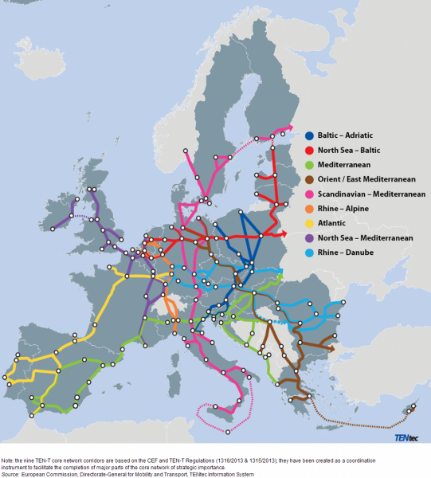 Baltic – Adriatic
North Sea – Baltic
Mediterranean
Orient / East Mediterranean
Scandinavian – Mediterranean
Rhine – Alpine
Atlantic
North Sea – Mediterranean
Rhine – Danube
TENtec
Note: the nine TEN-T core network corridors are based on the CEF and TEN-T Regulations (1316/2013 & 1315/2013); they have been created as a coordination
instrument to facilitate the completion of major parts of the core network of strategic importance.
Source: European Commission, Directorate-General for Mobility and Transport, TENtec Information System